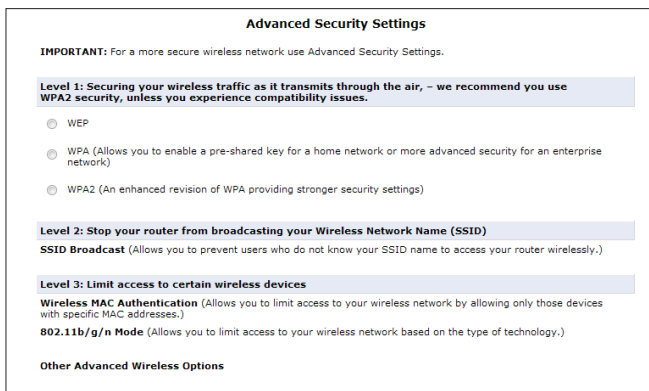 Advanced Security Settings
IMPORTANT: For a more secure wireless network use Advanced Security Settings.
Level 1: Securing your wireless traffic as it transmits through the air, – we recommend you use
WPA2 security, unless you experience compatibility issues.
WEP
WPA (Allows you to enable a pre-shared key for a home network or more advanced security for an enterprise
network)
WPA2 (An enhanced revision of WPA providing stronger security settings)
Level 2: Stop your router from broadcasting your Wireless Network Name (SSID)
SSID Broadcast (Allows you to prevent users who do not know your SSID name to access your router wirelessly.)
Level 3: Limit access to certain wireless devices
Wireless MAC Authentication (Allows you to limit access to your wireless network by allowing only those devices
with specific MAC addresses.)
802.11b/g/n Mode (Allows you to limit access to your wireless network based on the type of technology.)
Other Advanced Wireless Options